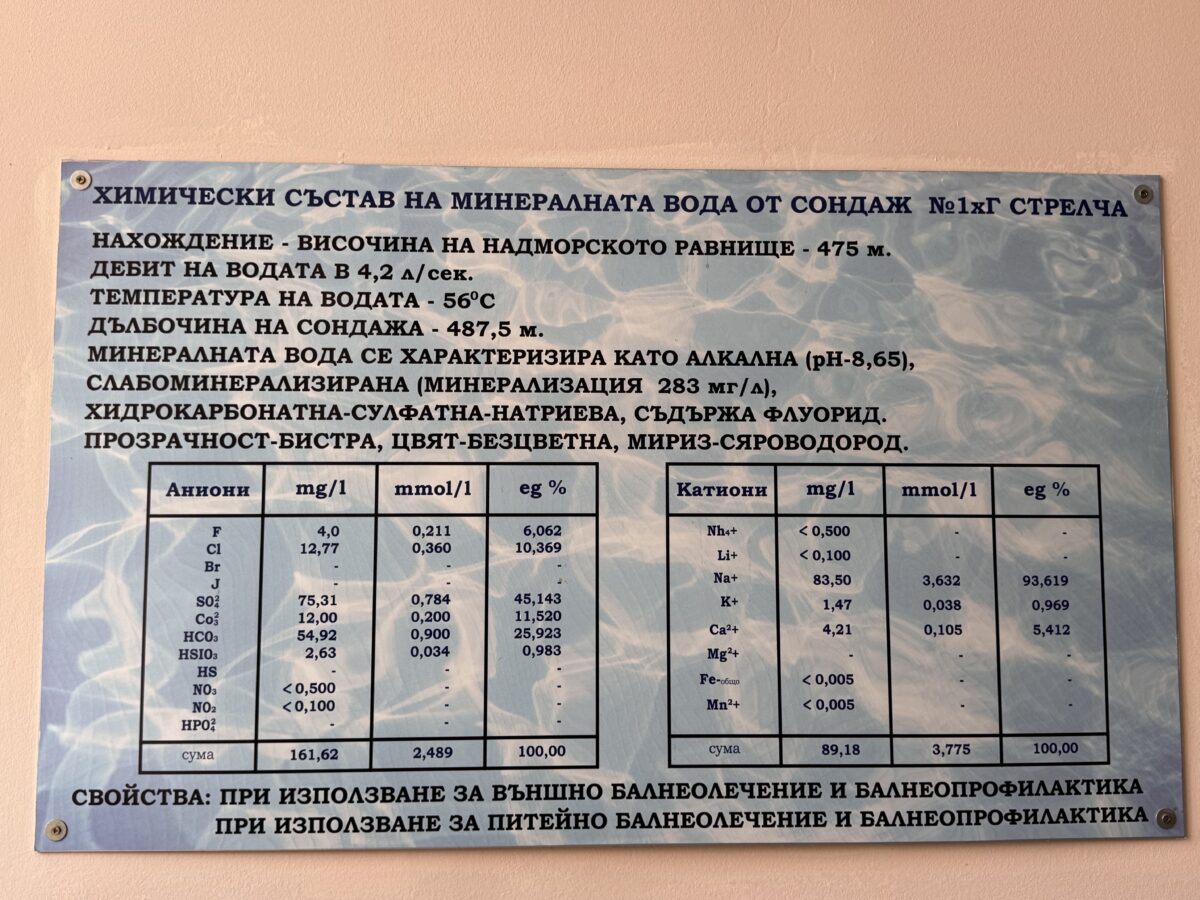 ХИМИЧЕСКИ СЪСТАВ НА МИНЕРАЛНАТА ВОДА ОТ СОНДАЖ №1хГ СТРЕЛЧА
НАХОЖДЕНИЕ - ВИСОЧИНА НА НАДМОРСКОТО РАВНИЩЕ - 475 м.
ДЕБИТ НА ВОДАТА В 4,2 л/сек.
ТЕМПЕРАТУРА НА ВОДАТА - 56⁰С
ДЪЛБОЧИНА НА СОНДАЖА - 487,5 м.
МИНЕРАЛНАТА ВОДА СЕ ХАРАКТЕРИЗИРА КАТО АЛКАЛНА (pH-8,65),
СЛАБОМИНЕРАЛИЗИРАНА (МИНЕРАЛИЗАЦИЯ 283 мг/л),
ХИДРОКАРБОНАТНА-СУЛФАТНА-НАТРИЕВА, СЪДЪРЖА ФЛУОРИД.
ПРОЗРАЧНОСТ-БИСТРА, ЦВЯТ-БЕЗЦВЕТНА, МИРИЗ-СЯРОВОДОРОД.
Аниони mg/l mmol/l eg %
F 4,0 0,211 6,062
Cl 12,77 0,360 10,369
Br - - -
J - - -
SO₄² 75,31 0,784 45,143
Co₃² 12,00 0,200 11,520
HCO₃ 54,92 0,900 25,923
HSIO₃ 2,63 0,034 0,983
HS - - -
NO₃ <0,500 - -
NO₂ <0,100 - -
HPO₄² - - -
сума 161,62 2,489 100,00
Катиони mg/l mmol/l eg %
Nh₄+ <0,500 - -
Li+ <0,100 - -
Na+ 83,50 3,632 93,619
K+ 1,47 0,038 0,969
Ca²+ 4,21 0,105 5,412
Mg²+ - - -
Fe-общо <0,005 - -
Mn²+ <0,005 - -
сума 89,18 3,775 100,00
СВОЙСТВА: ПРИ ИЗПОЛЗВАНЕ ЗА ВЪНШНО БАЛНЕОЛЕЧЕНИЕ И БАЛНЕОПРОФИЛАКТИКА
ПРИ ИЗПОЛЗВАНЕ ЗА ПИТЕЙНО БАЛНЕОЛЕЧЕНИЕ И БАЛНЕОПРОФИЛАКТИКА